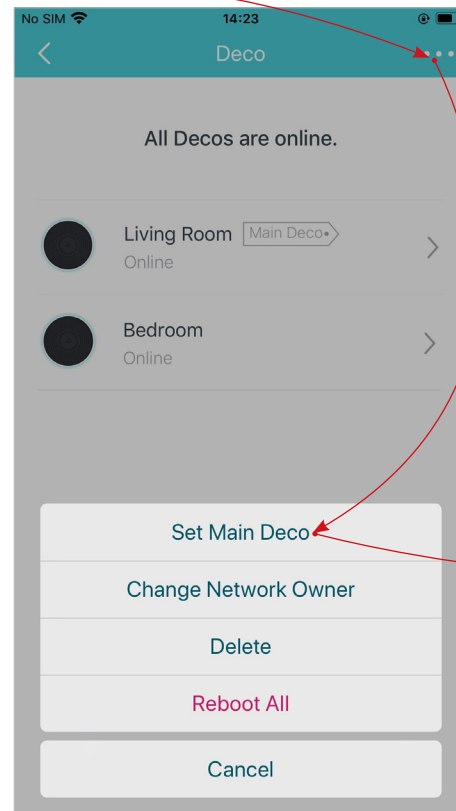 No SIM 14:23
Deco
All Decos are online.
Living Room Main Deco
Online
Bedroom
Online
Set Main Deco
Change Network Owner
Delete
Reboot All
Cancel